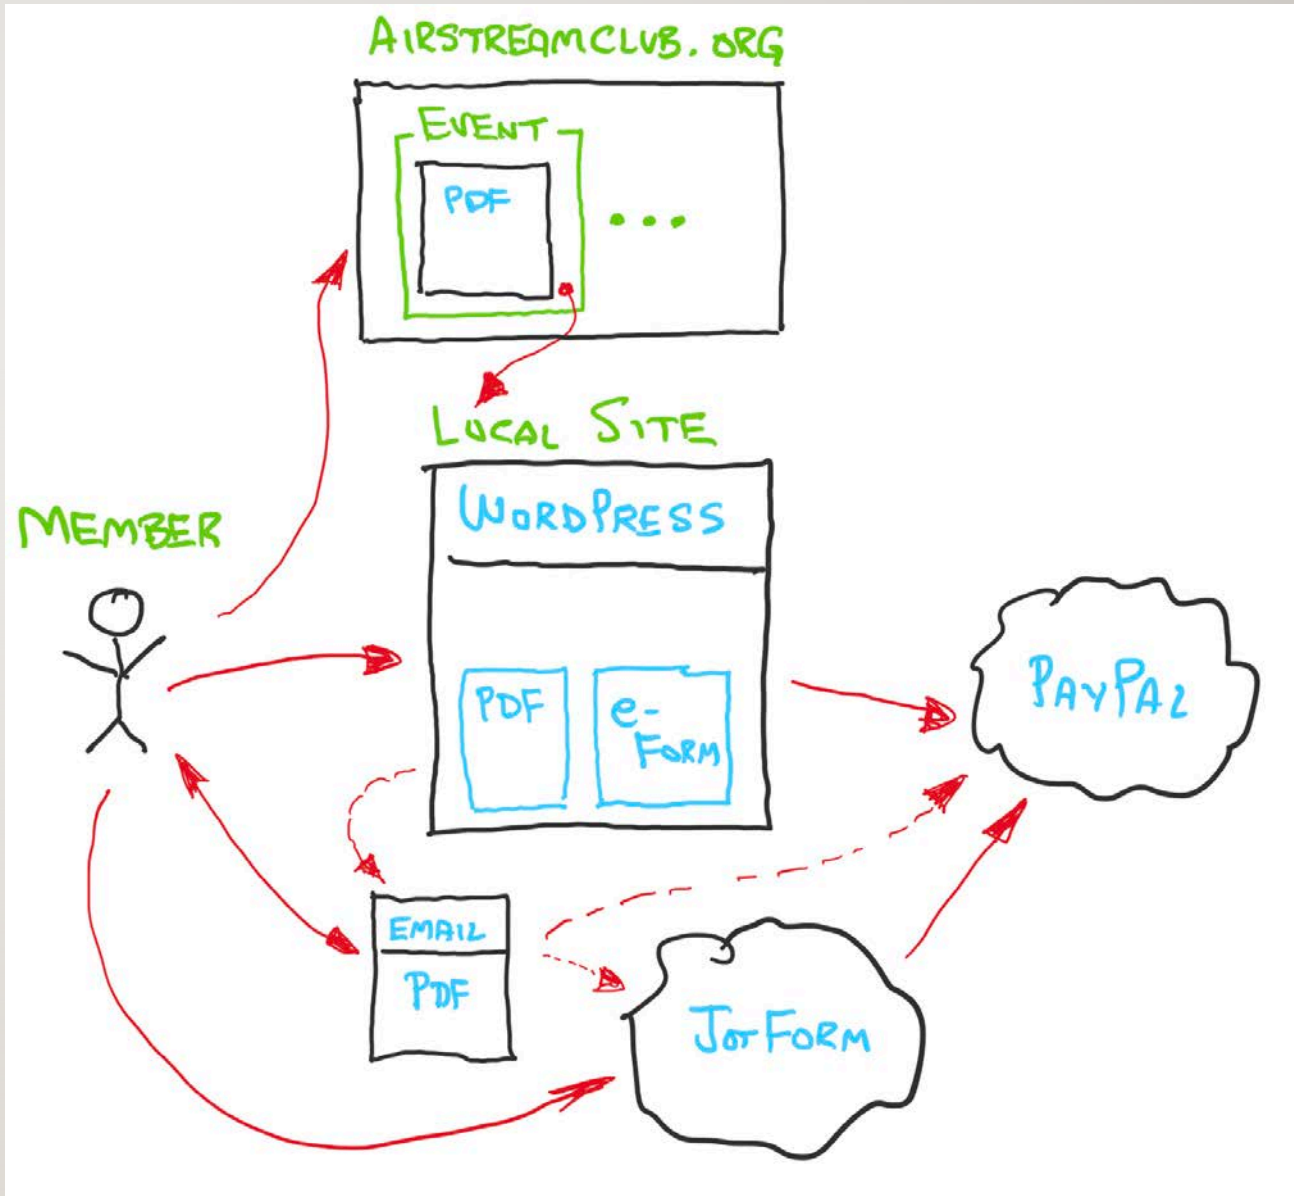 AIRSTREAMCLUB.ORG
EVENT
PDF
...
LOCAL SITE
WORDPRESS
MEMBER
PDF
e-
FORM
PAYPAL
EMAIL
PDF
JOTFORM